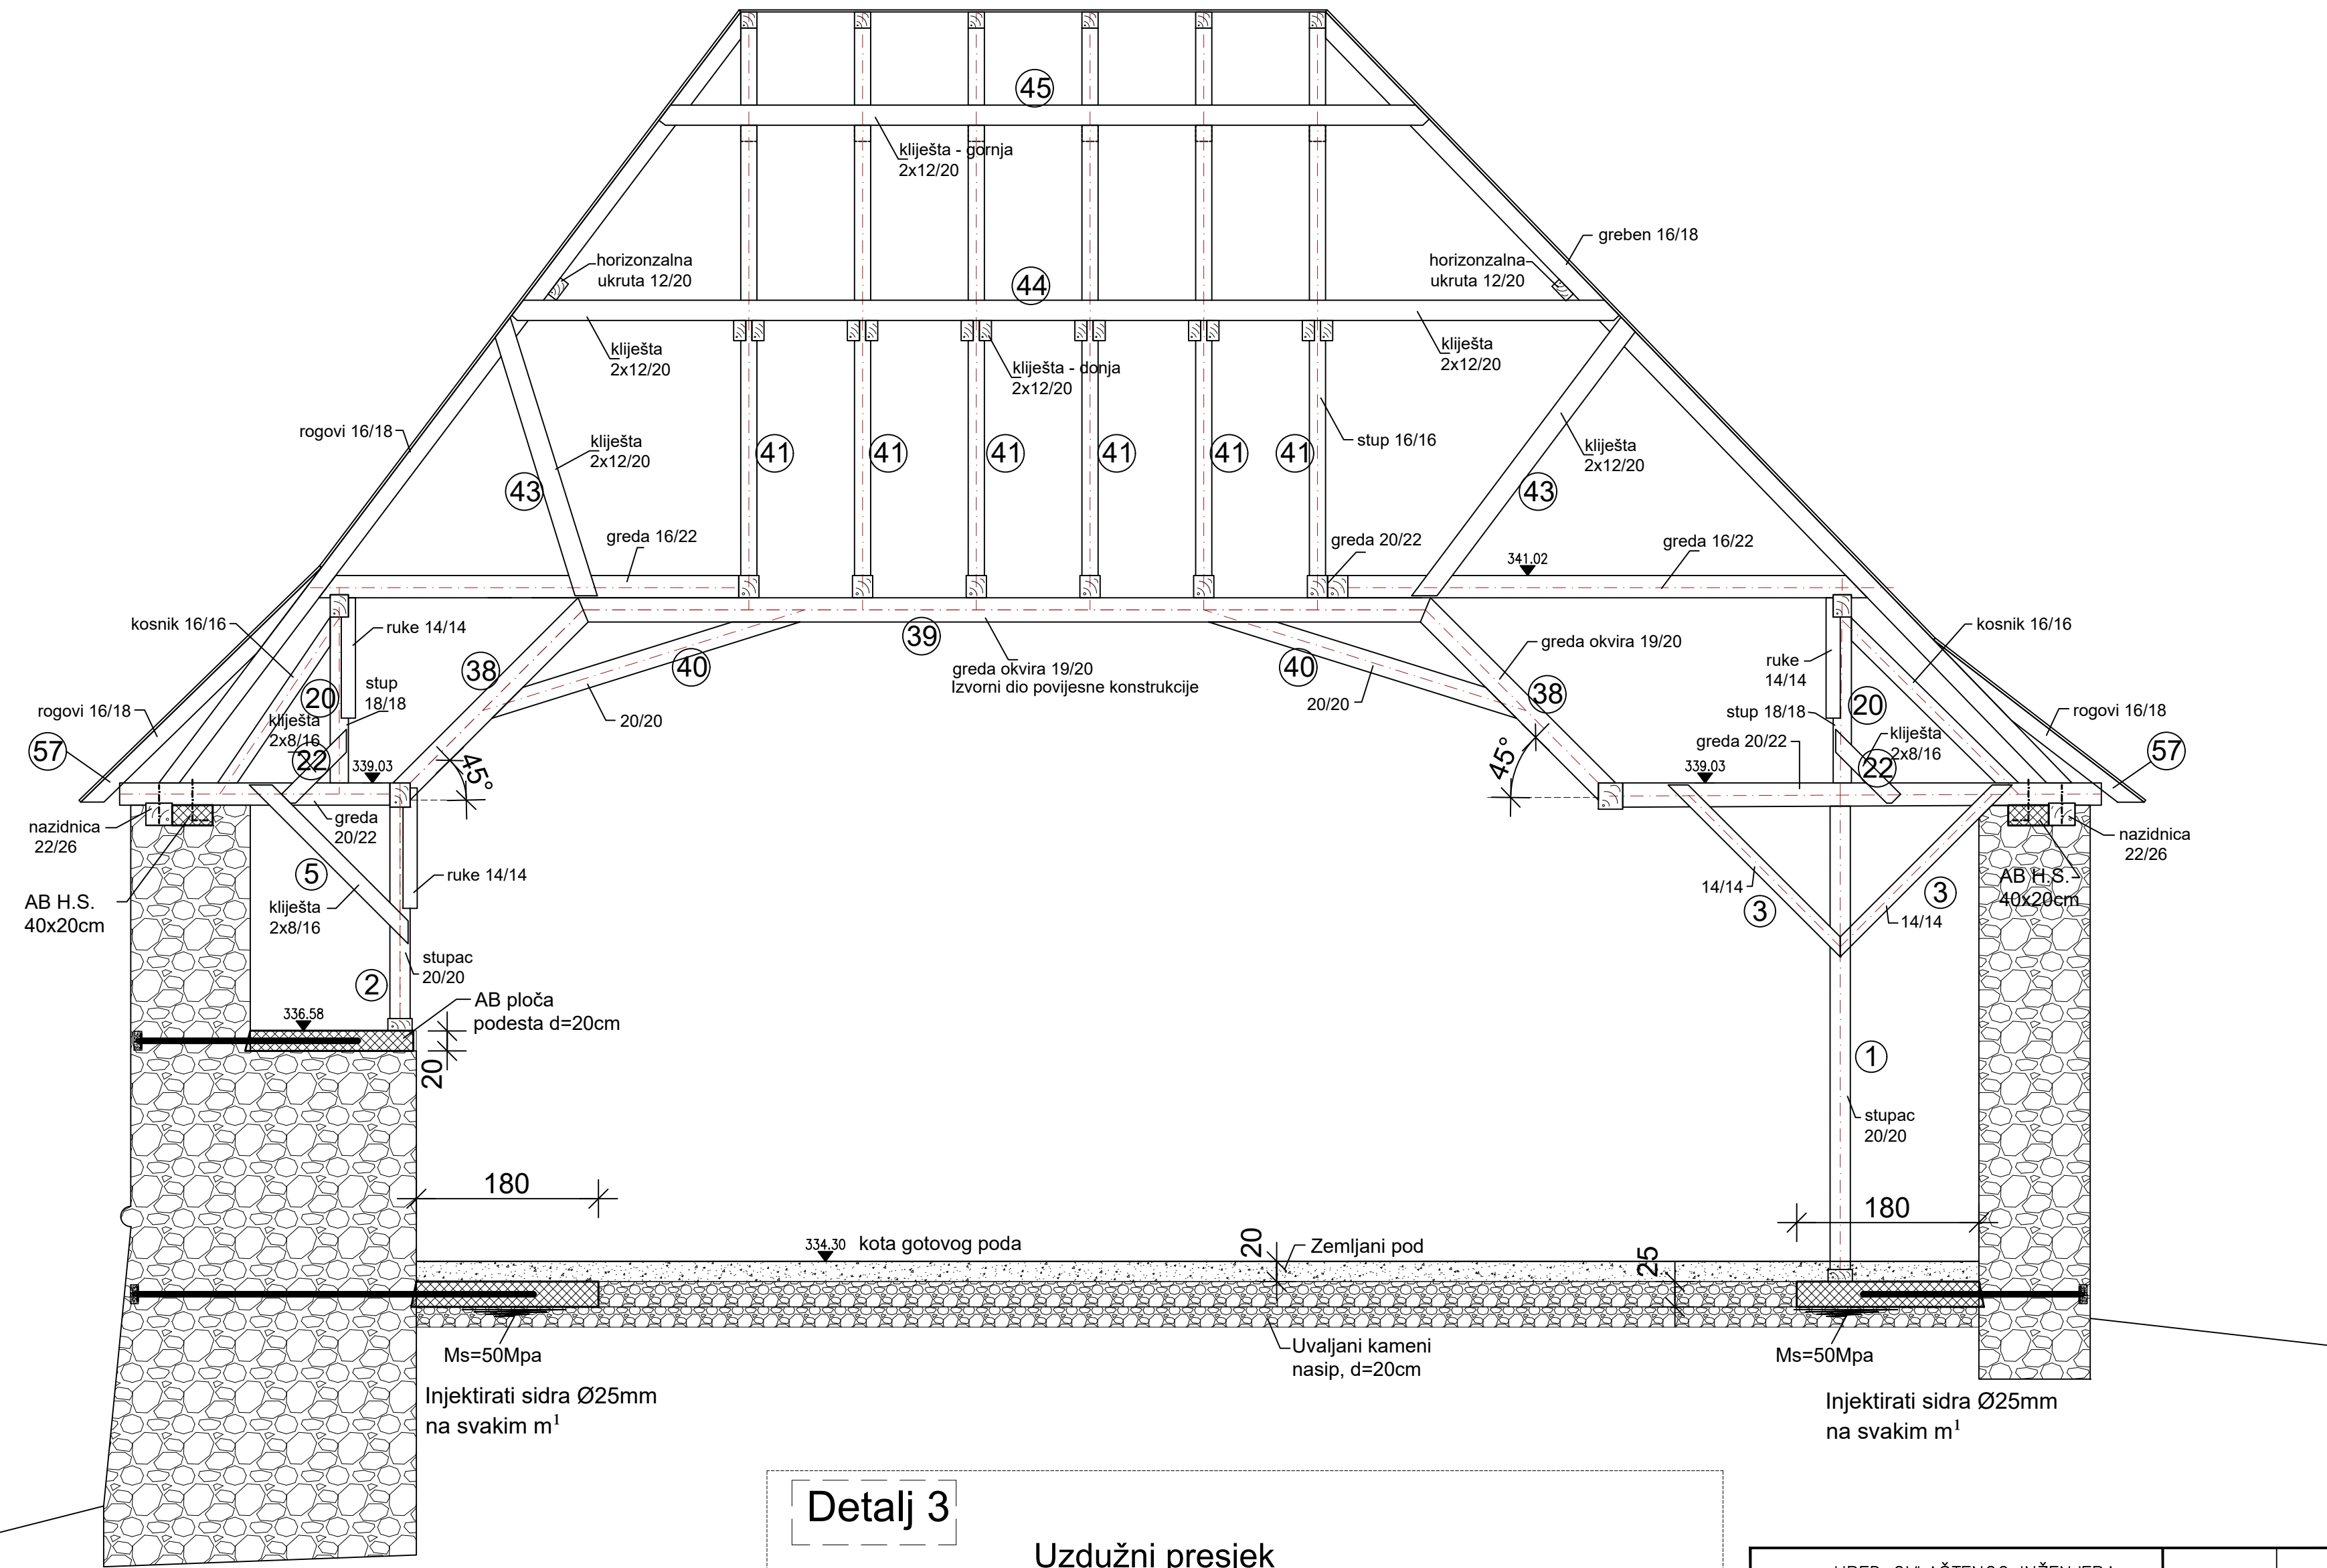 45
kliješta - gornja
2x12/20
greben 16/18
horizonzalna
ukruta 12/20
44
horizonzalna
ukruta 12/20
kliješta
2x12/20
kliješta - donja
2x12/20
kliješta
2x12/20
rogovi 16/18
kliješta
2x12/20
41
41
41
41
41
41
stup 16/16
kliješta
2x12/20
43
43
greda 16/22
greda 20/22
341.02
greda 16/22
kosnik 16/16
ruke 14/14
39
greda okvira 19/20
Izvorni dio povijesne konstrukcije
greda okvira 19/20
kosnik 16/16
38
40
40
38
ruke
14/14
20
stup
18/18
kliješta
2x8/16
22
20/20
20/20
20
stup 18/18
kliješta
2x8/16
22
rogovi 16/18
rogovi 16/18
57
57
339.03
45°
45°
greda 20/22
339.03
nazidnica
22/26
greda
20/22
nazidnica
22/26
5
ruke 14/14
kliješta
2x8/16
AB H.S.
40x20cm
AB H.S.
40x20cm
14/14
3
3
14/14
stupac
20/20
2
AB ploča
podesta d=20cm
336.58
20
1
stupac
20/20
180
180
334.30
kota gotovog poda
20
Zemljani pod
25
Ms=50Mpa
Uvaljani kameni
nasip, d=20cm
Ms=50Mpa
Injektirati sidra Ø25mm
na svakim m¹
Injektirati sidra Ø25mm
na svakim m¹
Detalj 3
Uzdužni presjek
URED OVLAŠTENOG INŽENJERA